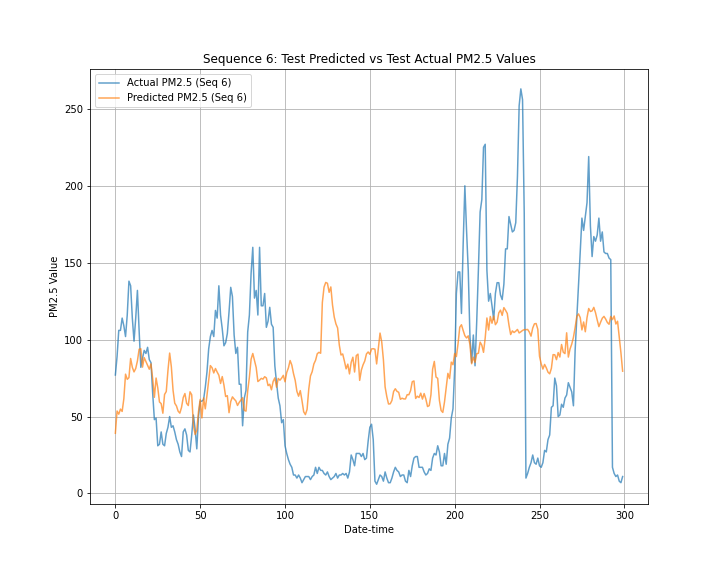 Sequence 6: Test Predicted vs Test Actual PM2.5 Values
Actual PM2.5 (Seq 6)
Predicted PM2.5 (Seq 6)
PM2.5 Value
250
200
150
100
50
0
0 50 100 150 200 250 300
Date-time